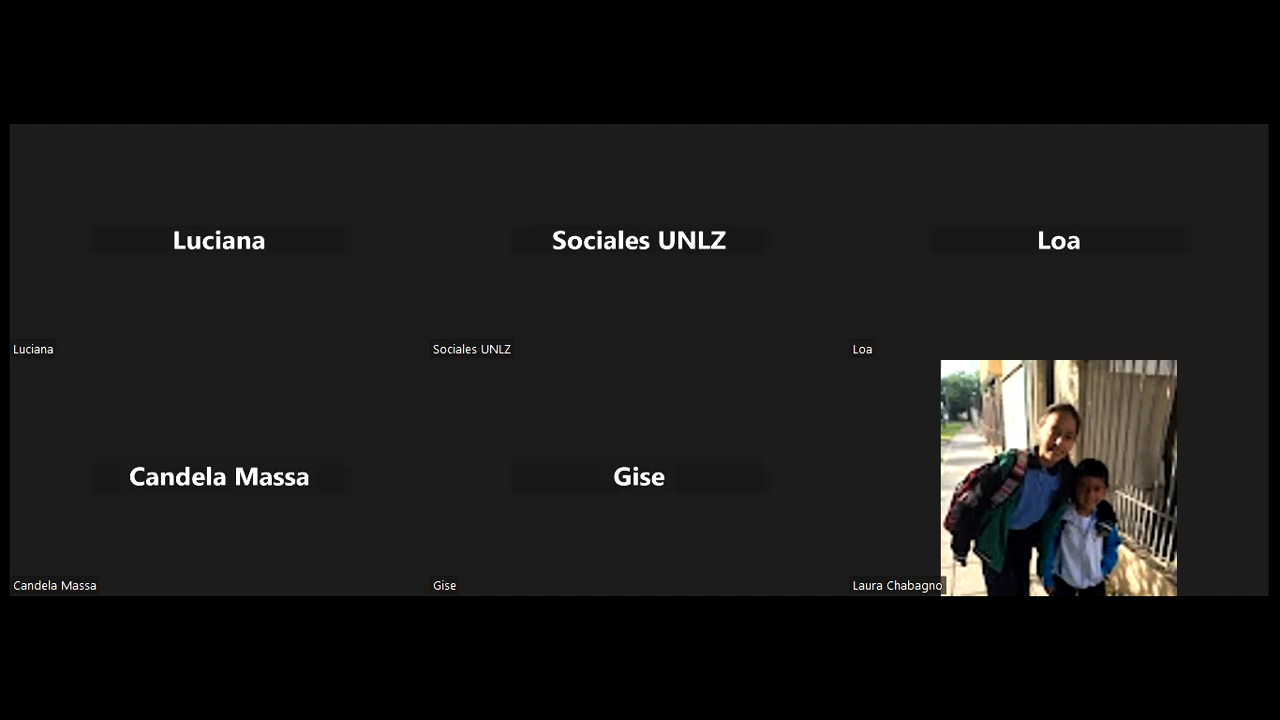 Luciana
Sociales UNLZ
Loa
Luciana
Sociales UNLZ
Loa
Candela Massa
Gise
Candela Massa
Gise
Laura Chabagno